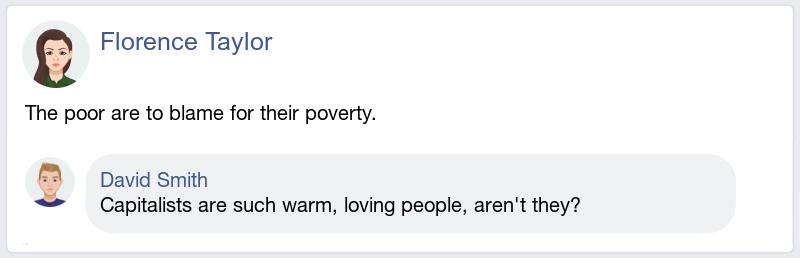 Florence Taylor
The poor are to blame for their poverty.
David Smith
Capitalists are such warm, loving people, aren't they?